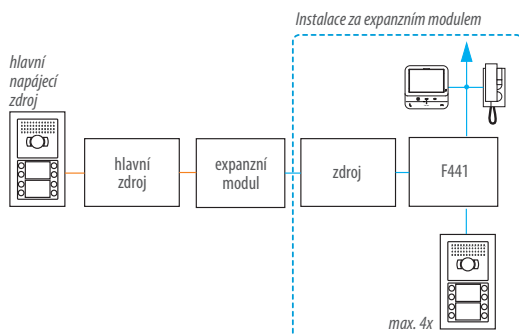 Instalace za expanzním modulem
hlavní
napájecí
zdroj
hlavní
zdroj
expanzní
modul
zdroj
F441
max. 4x